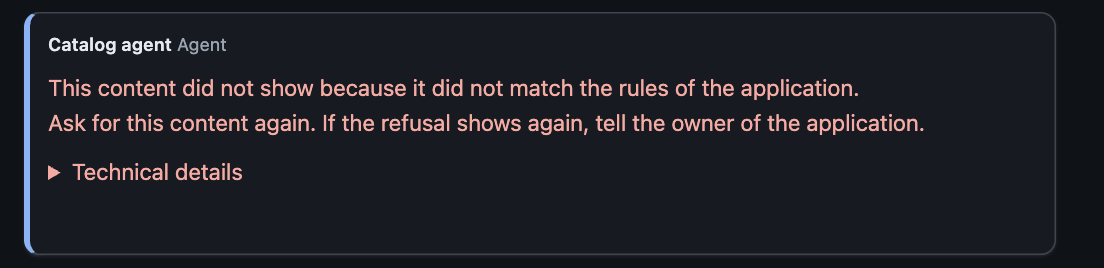 Catalog agent Agent
This content did not show because it did not match the rules of the application.
Ask for this content again. If the refusal shows again, tell the owner of the application.
Technical details